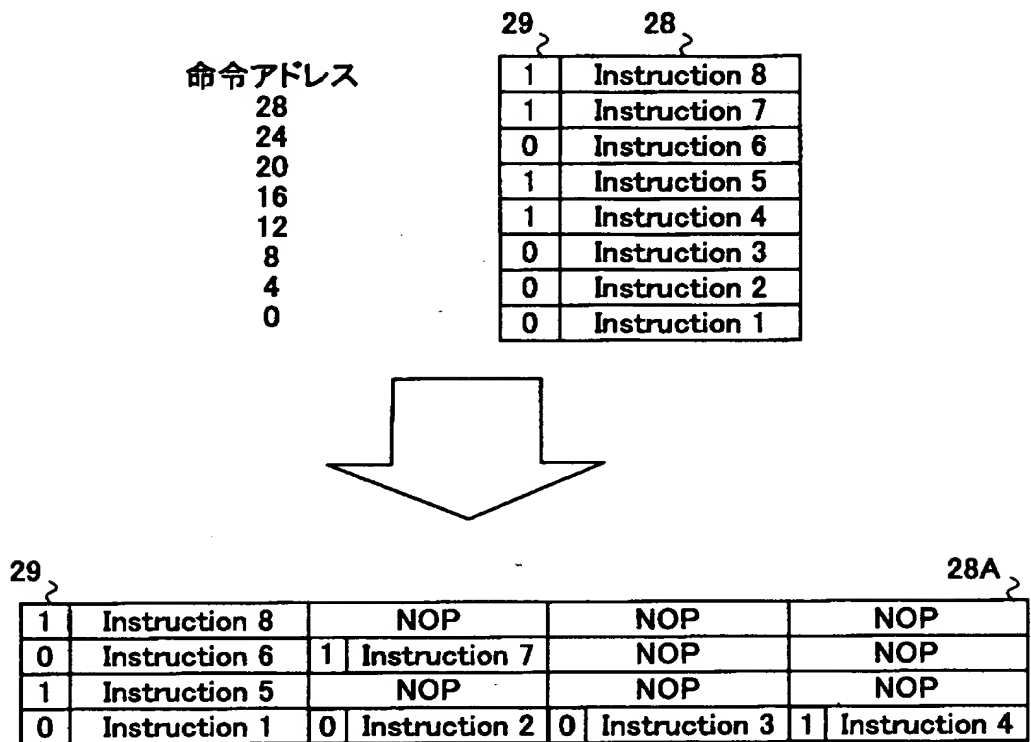 29 28
命令アドレス
28
24
20
16
12
8
4
0
1 Instruction 8
1 Instruction 7
0 Instruction 6
1 Instruction 5
1 Instruction 4
0 Instruction 3
0 Instruction 2
0 Instruction 1
29 28A
1 Instruction 8 NOP NOP NOP
0 Instruction 6 1 Instruction 7 NOP NOP
1 Instruction 5 NOP NOP NOP
0 Instruction 1 0 Instruction 2 0 Instruction 3 1 Instruction 4